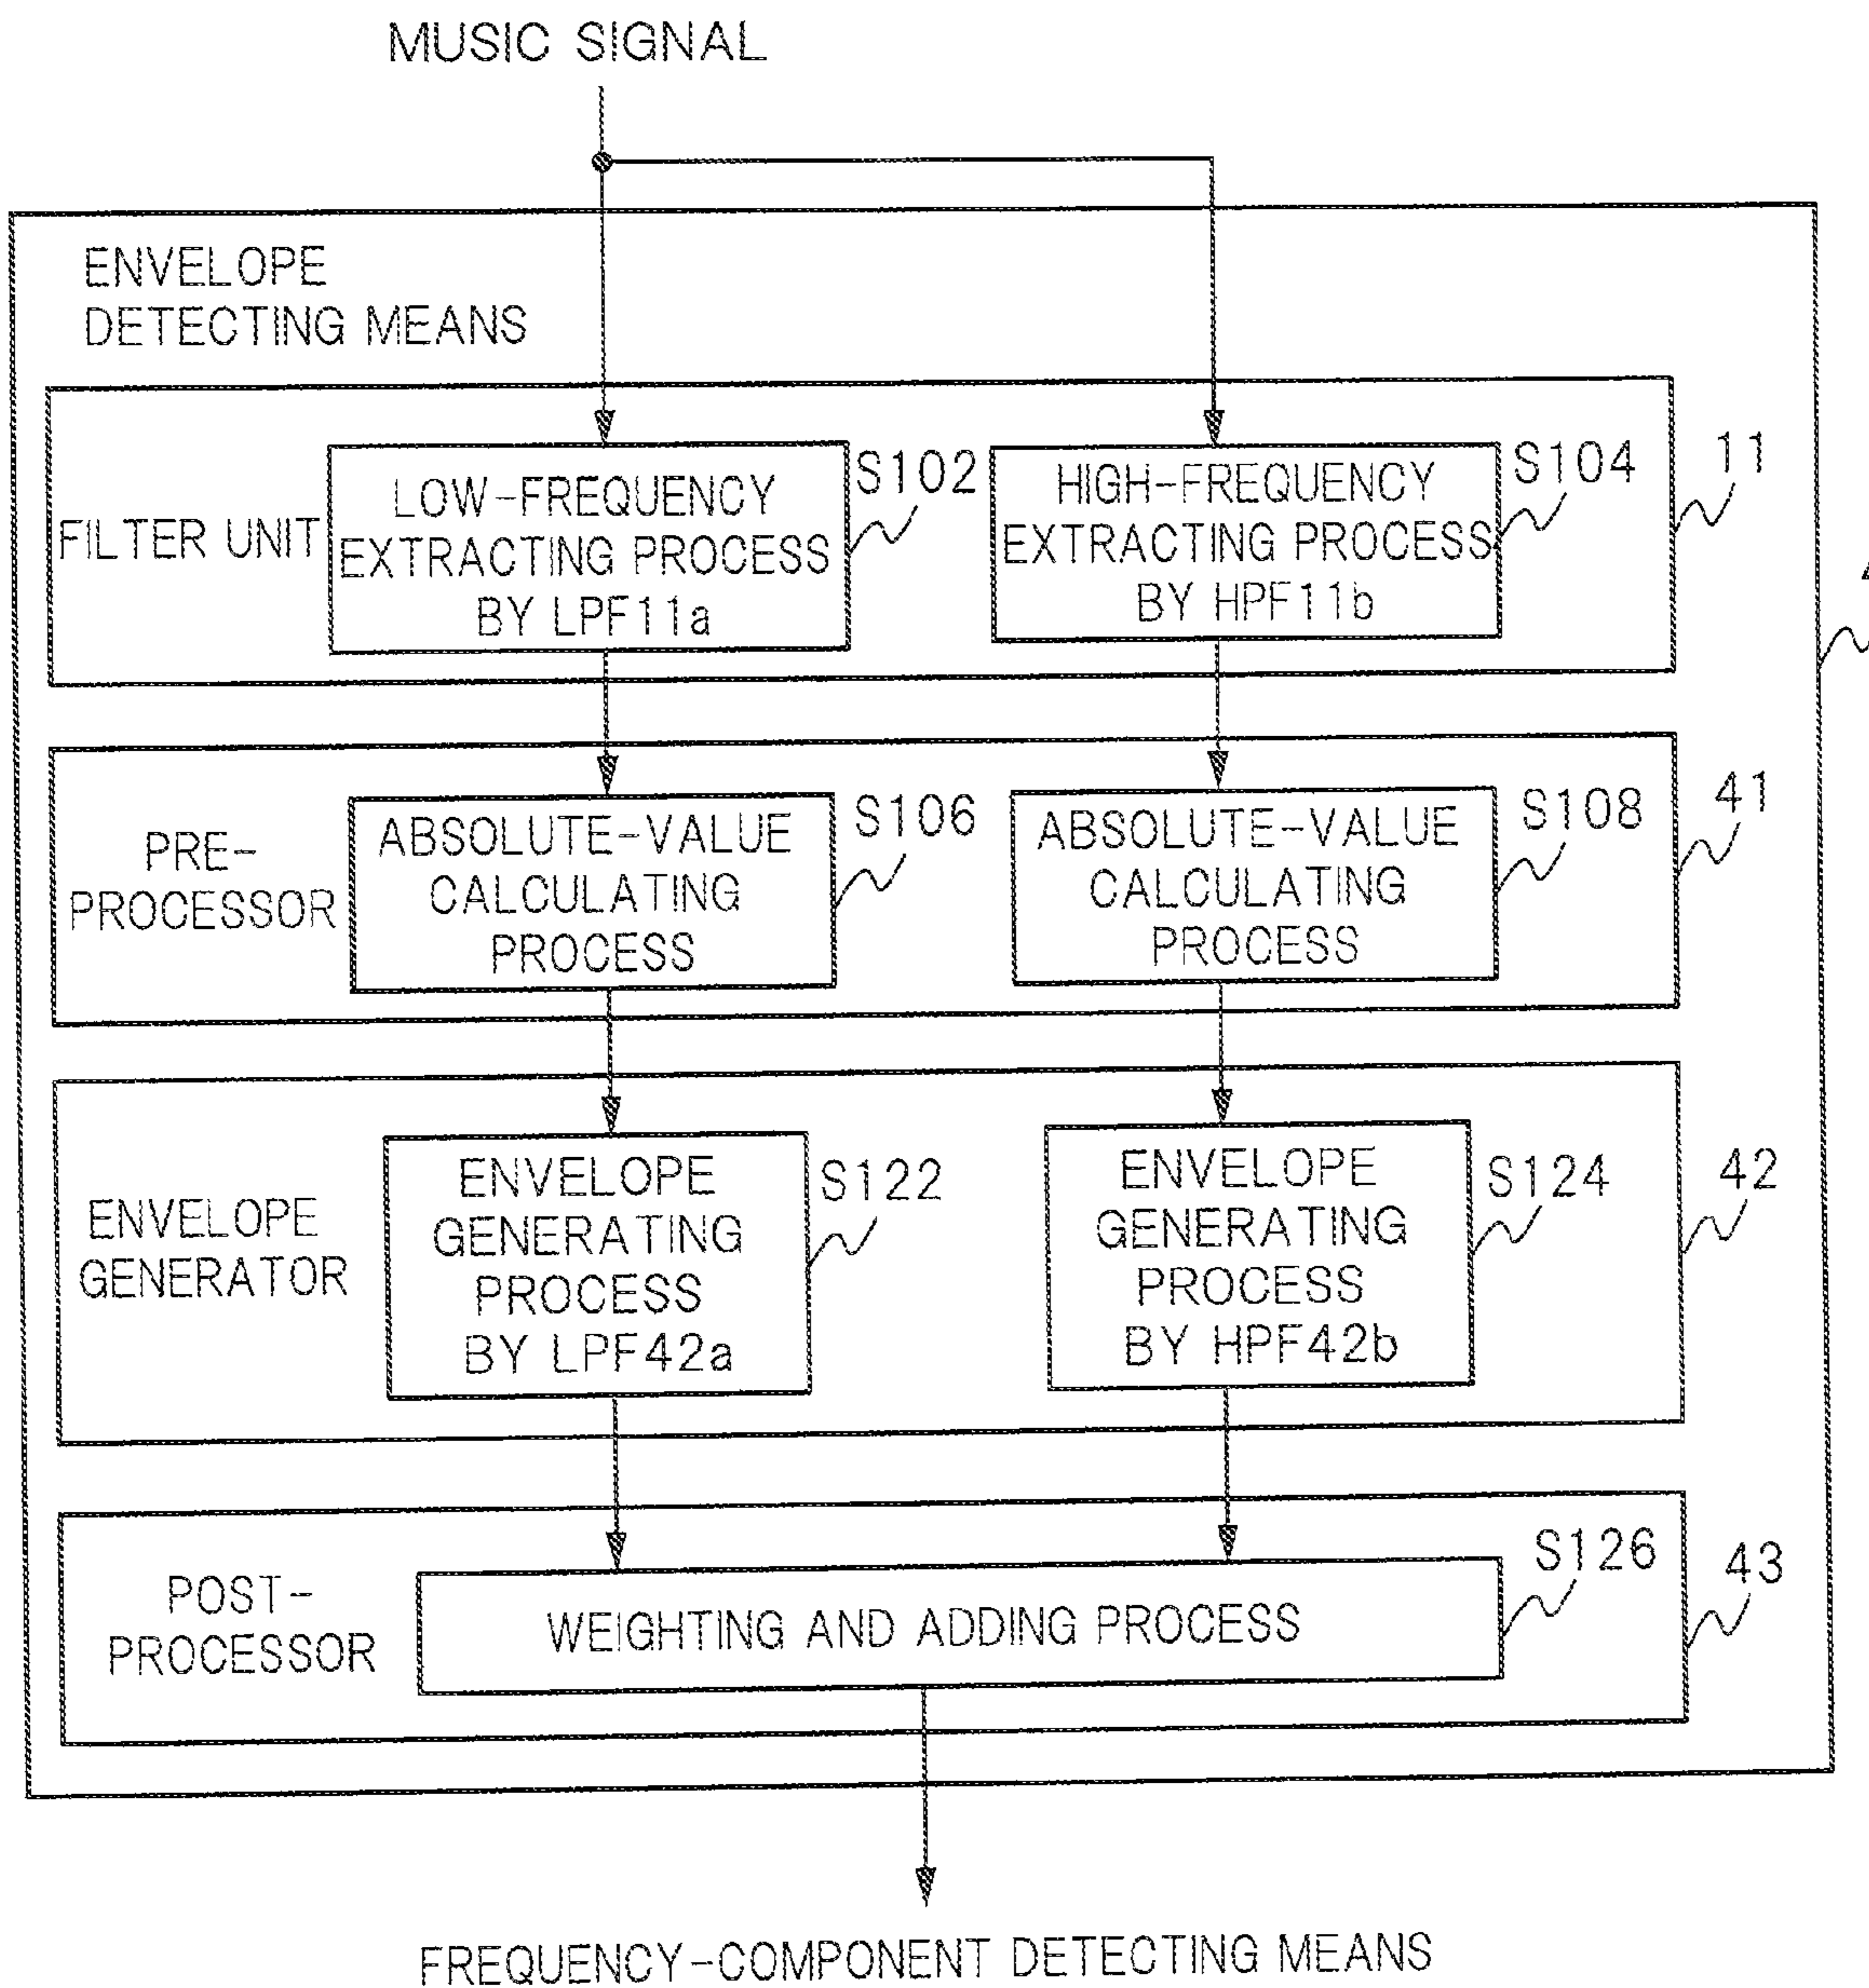 MUSIC SIGNAL
ENVELOPE
DETECTING MEANS
FILTER UNIT
LOW-FREQUENCY
EXTRACTING PROCESS
BY LPF11a
S102
HIGH-FREQUENCY
EXTRACTING PROCESS
BY HPF11b
S104
11
PRE-
PROCESSOR
ABSOLUTE-VALUE
CALCULATING
PROCESS
S106
ABSOLUTE-VALUE
CALCULATING
PROCESS
S108
41
ENVELOPE
GENERATOR
ENVELOPE
GENERATING
PROCESS
BY LPF42a
S122
ENVELOPE
GENERATING
PROCESS
BY HPF42b
S124
42
POST-
PROCESSOR
WEIGHTING AND ADDING PROCESS
S126
43
FREQUENCY-COMPONENT DETECTING MEANS